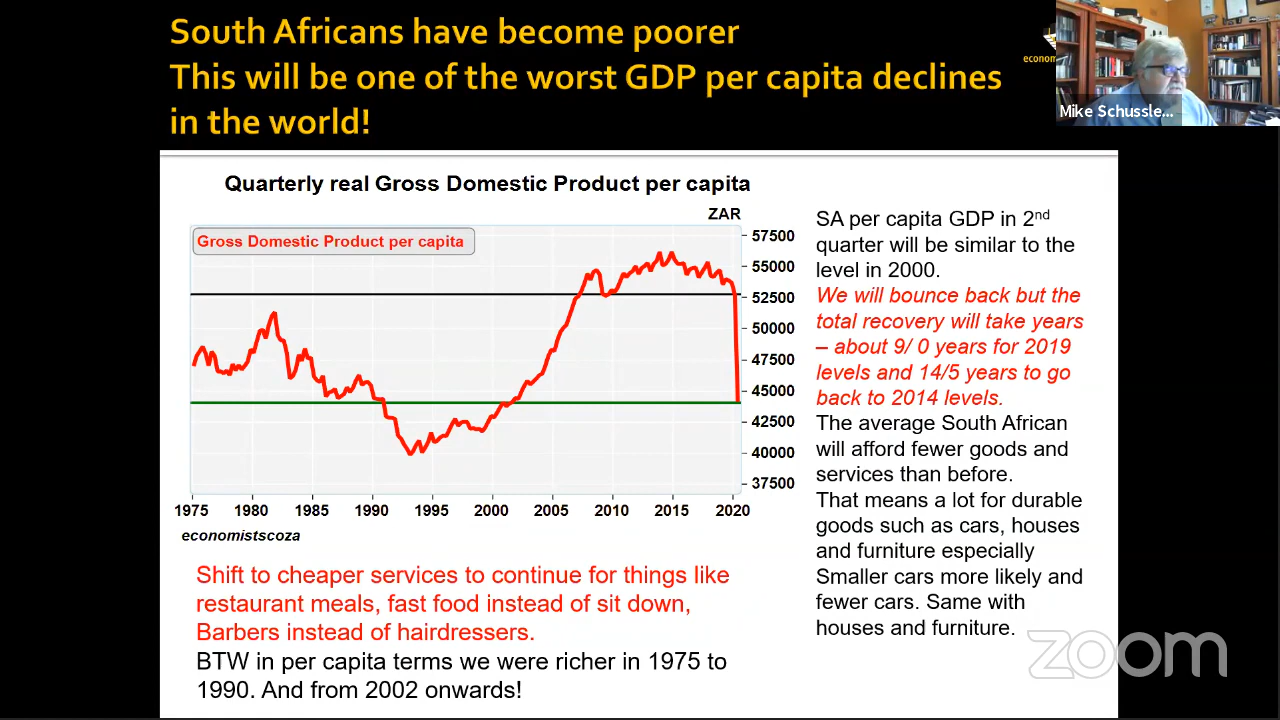 South Africans have become poorer
This will be one of the worst GDP per capita declines
in the world!
econom
Mike Schussle...
Quarterly real Gross Domestic Product per capita
ZAR
Gross Domestic Product per capita
57500
55000
52500
50000
47500
45000
42500
40000
37500
1975 1980 1985 1990 1995 2000 2005 2010 2015 2020
economistscoza
SA per capita GDP in 2nd
quarter will be similar to the
level in 2000.
We will bounce back but the
total recovery will take years
– about 9/ 0 years for 2019
levels and 14/5 years to go
back to 2014 levels.
The average South African
will afford fewer goods and
services than before.
That means a lot for durable
goods such as cars, houses
and furniture especially
Smaller cars more likely and
fewer cars. Same with
houses and furniture.
Shift to cheaper services to continue for things like
restaurant meals, fast food instead of sit down,
Barbers instead of hairdressers.
BTW in per capita terms we were richer in 1975 to
1990. And from 2002 onwards!
zoom